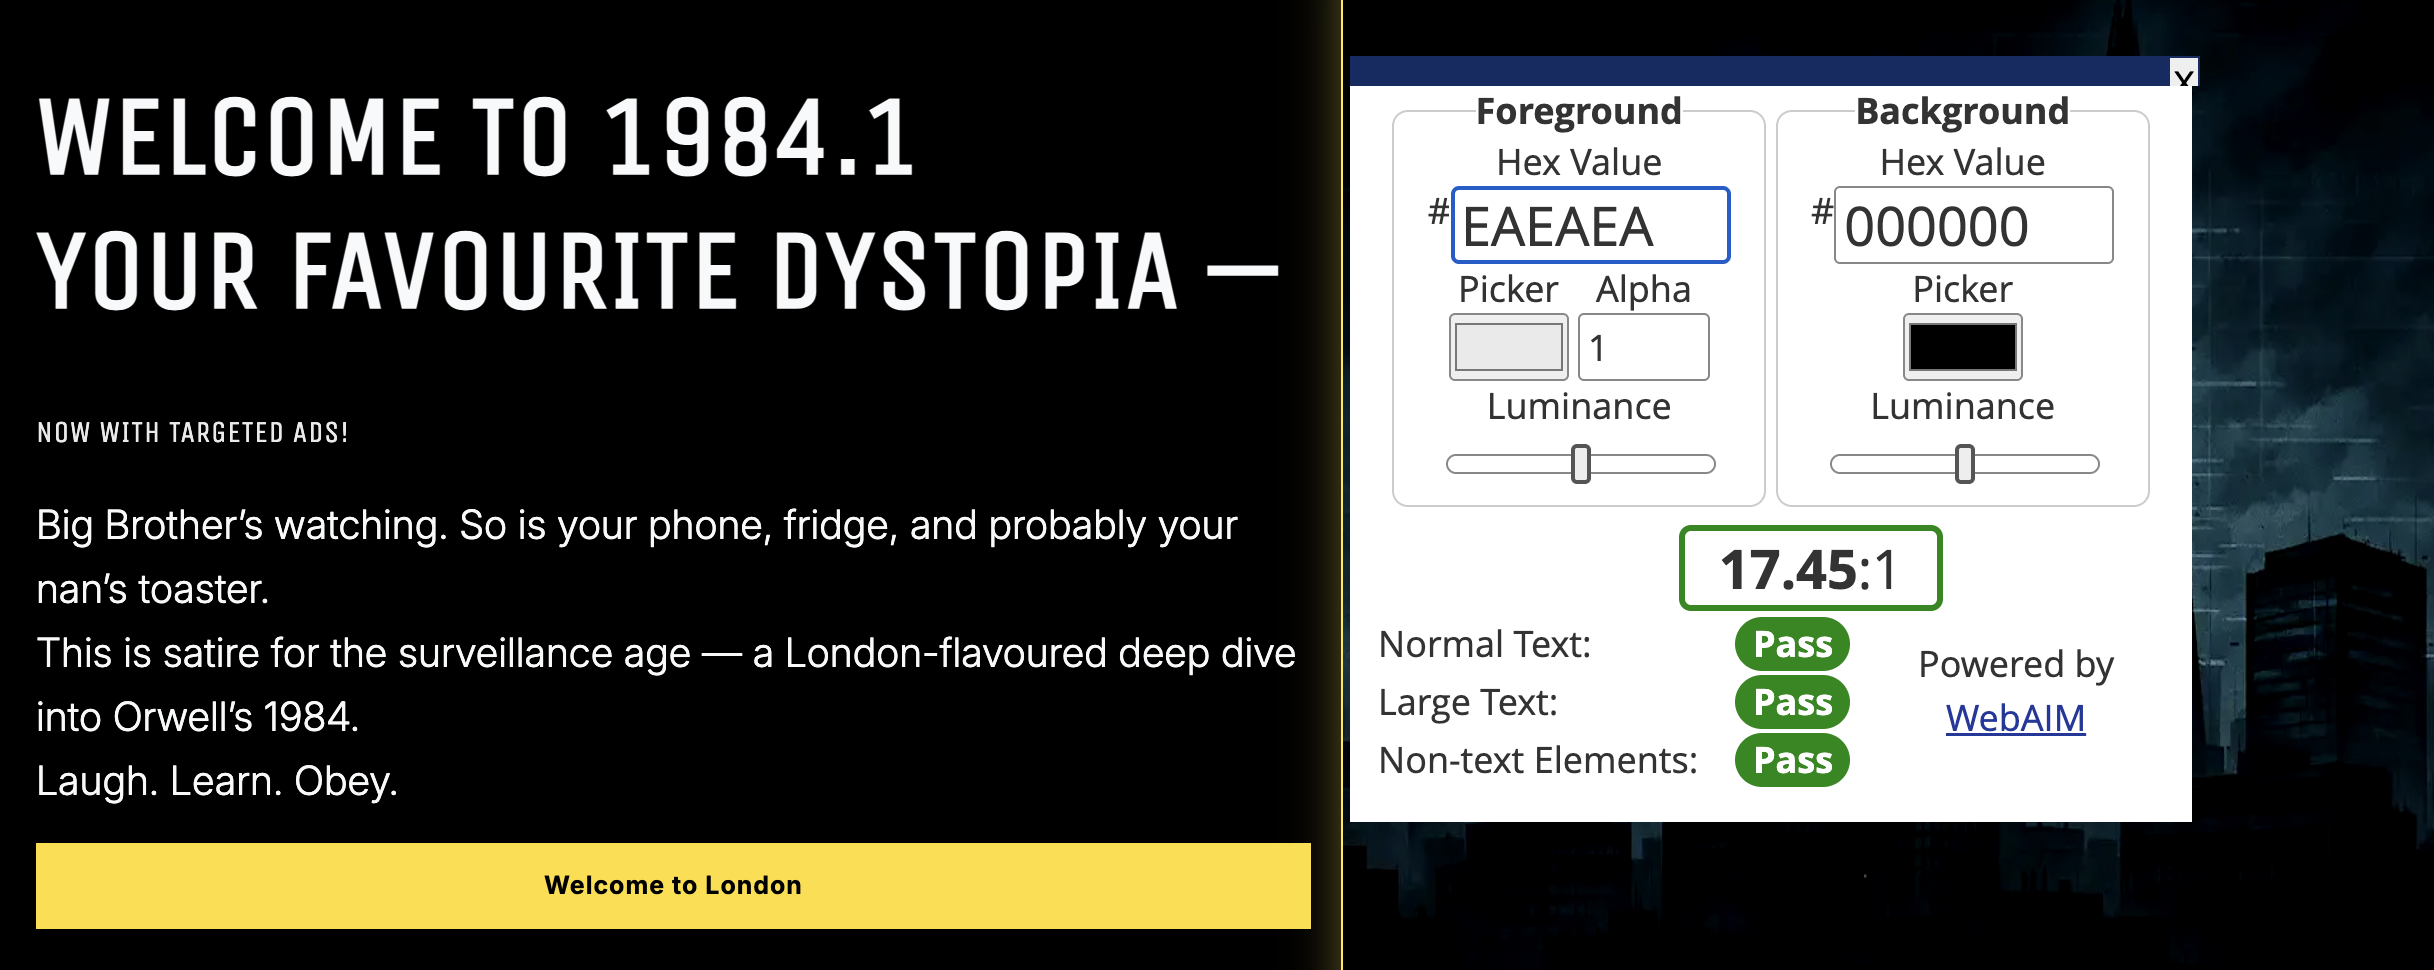 WELCOME TO 1984.1
YOUR FAVOURITE DYSTOPIA —
NOW WITH TARGETED ADS!
Big Brother’s watching. So is your phone, fridge, and probably your
nan’s toaster.
This is satire for the surveillance age — a London-flavoured deep dive
into Orwell’s 1984.
Laugh. Learn. Obey.
Welcome to London
X
Foreground
Hex Value
#EAEAEA
Picker Alpha
1
Luminance
Background
Hex Value
#000000
Picker
Luminance
17.45:1
Normal Text: Pass
Large Text: Pass
Non-text Elements: Pass
Powered by
WebAIM